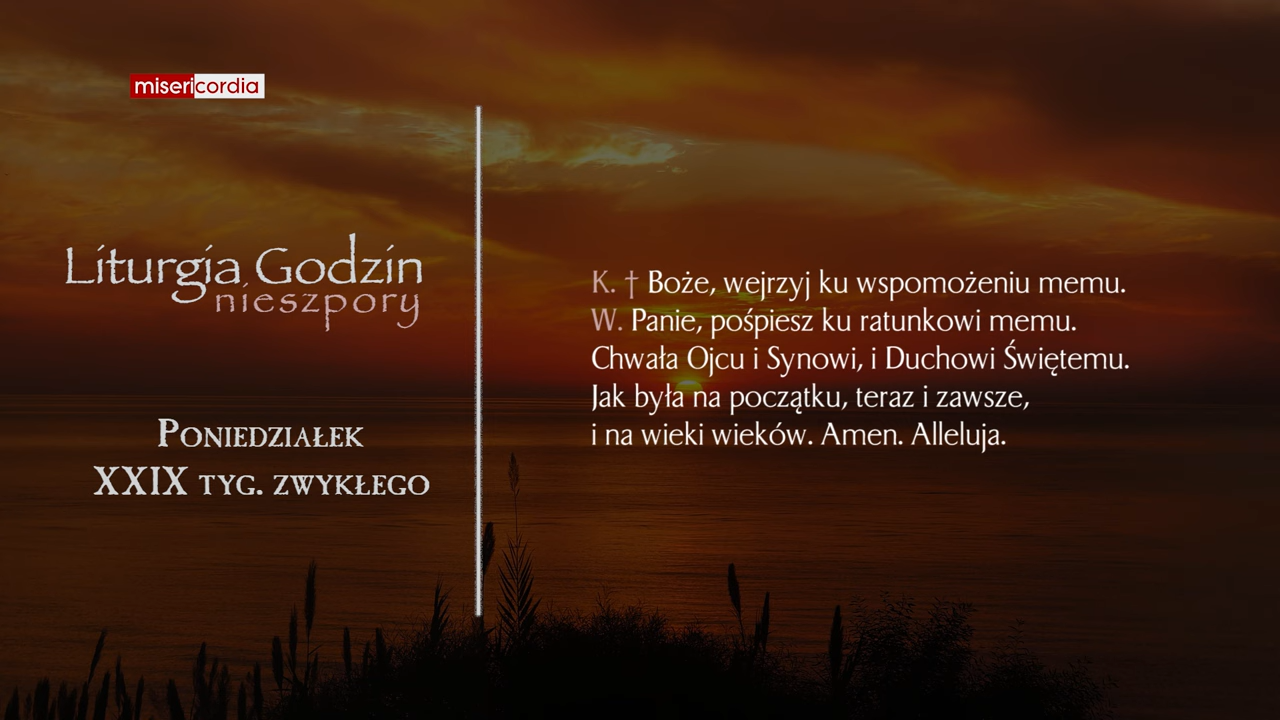 misericordia
Liturgia Godzin
nieszpory
Poniedziałek
XXIX tyg. zwykłego
K. † Boże, wejrzyj ku wspomożeniu memu.
W. Panie, pośpiesz ku ratunkowi memu.
Chwała Ojcu i Synowi, i Duchowi Świętemu.
Jak była na początku, teraz i zawsze,
i na wieki wieków. Amen. Alleluja.